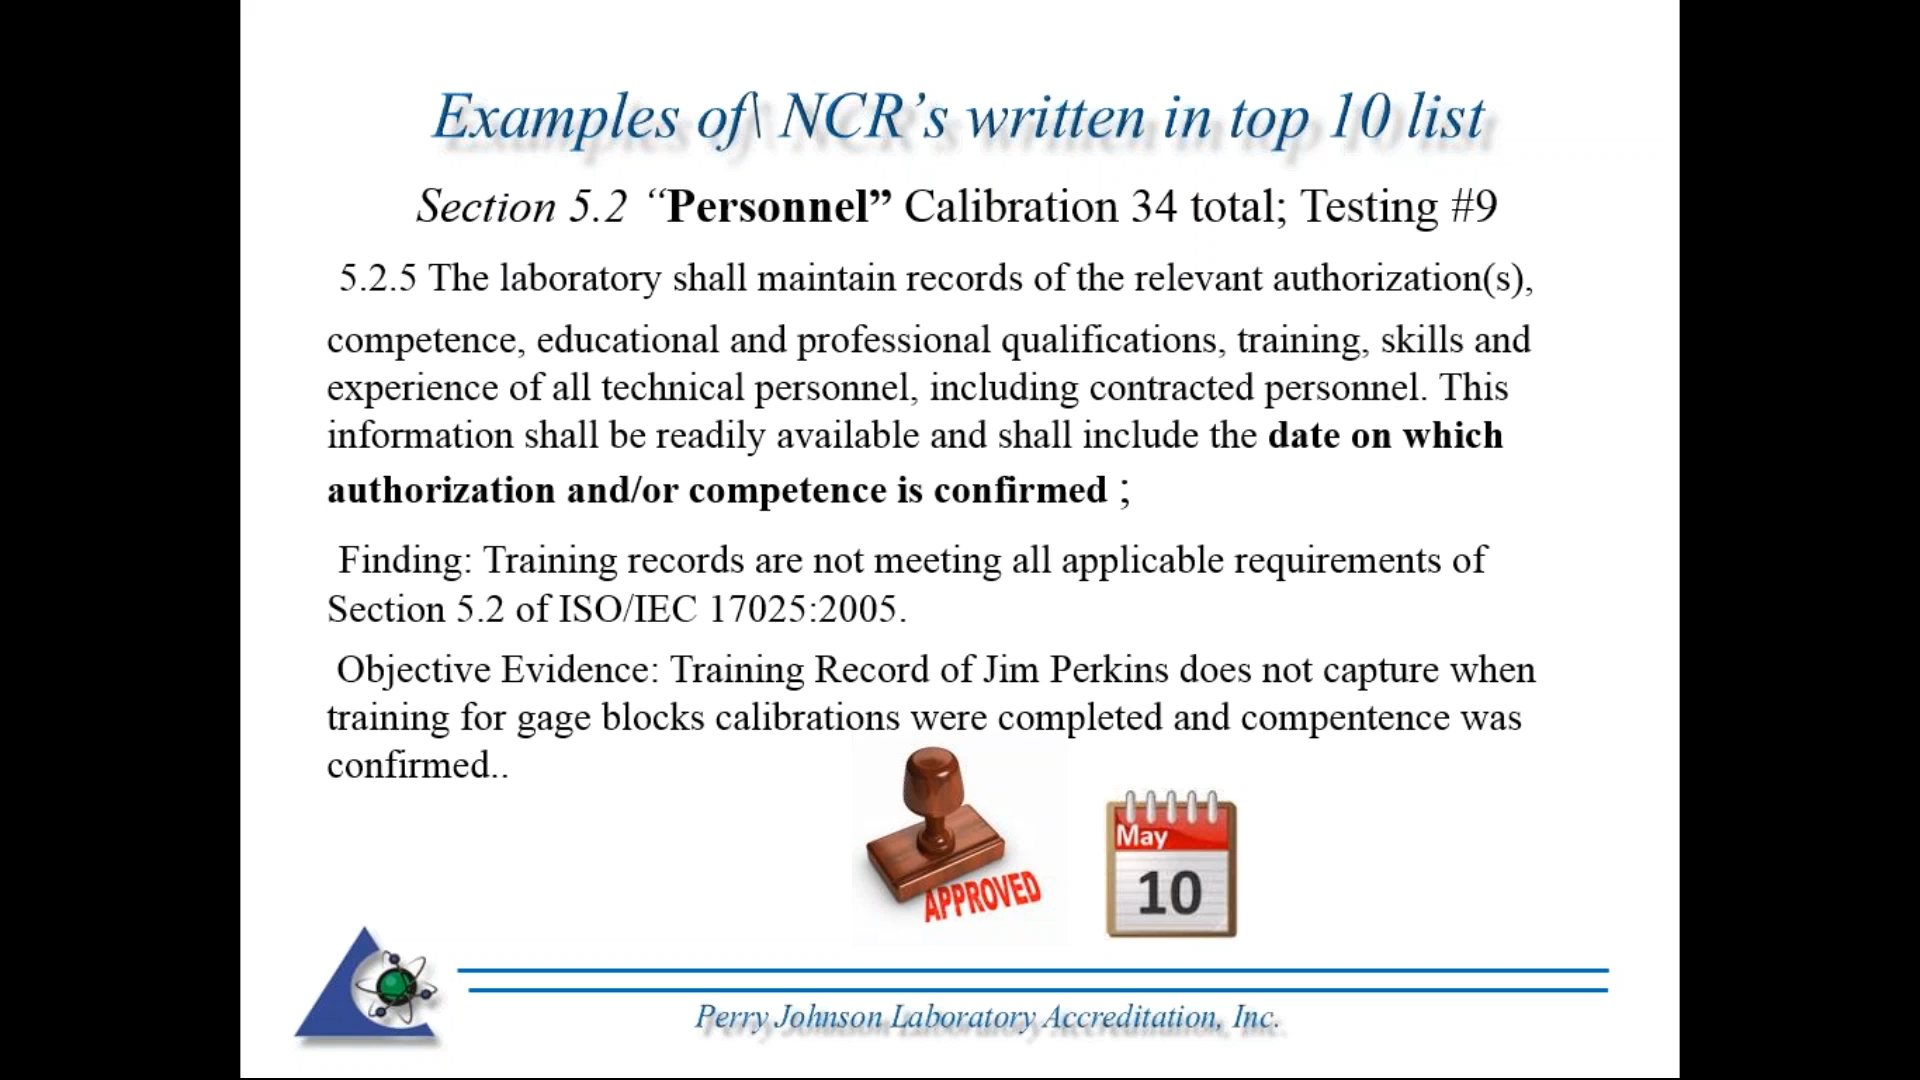 Examples of\ NCR’s written in top 10 list
Section 5.2 “Personnel” Calibration 34 total; Testing #9
5.2.5 The laboratory shall maintain records of the relevant authorization(s),
competence, educational and professional qualifications, training, skills and
experience of all technical personnel, including contracted personnel. This
information shall be readily available and shall include the date on which
authorization and/or competence is confirmed ;
Finding: Training records are not meeting all applicable requirements of
Section 5.2 of ISO/IEC 17025:2005.
Objective Evidence: Training Record of Jim Perkins does not capture when
training for gage blocks calibrations were completed and compentence was
confirmed..
APPROVED
May
10
Perry Johnson Laboratory Accreditation, Inc.